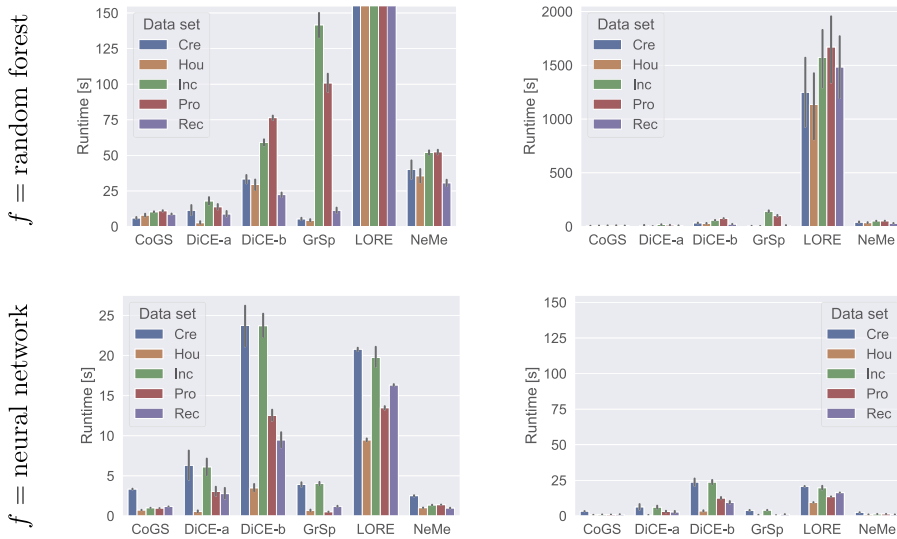 f = random forest
Runtime [s]
150
125
100
75
50
25
0
Data set
Cre
Hou
Inc
Pro
Rec
CoGS DiCE-a DiCE-b GrSp LORE NeMe
Runtime [s]
2000
1500
1000
500
0
Data set
Cre
Hou
Inc
Pro
Rec
CoGS DiCE-a DiCE-b GrSp LORE NeMe
f = neural network
Runtime [s]
25
20
15
10
5
0
Data set
Cre
Hou
Inc
Pro
Rec
CoGS DiCE-a DiCE-b GrSp LORE NeMe
Runtime [s]
150
125
100
75
50
25
0
Data set
Cre
Hou
Inc
Pro
Rec
CoGS DiCE-a DiCE-b GrSp LORE NeMe